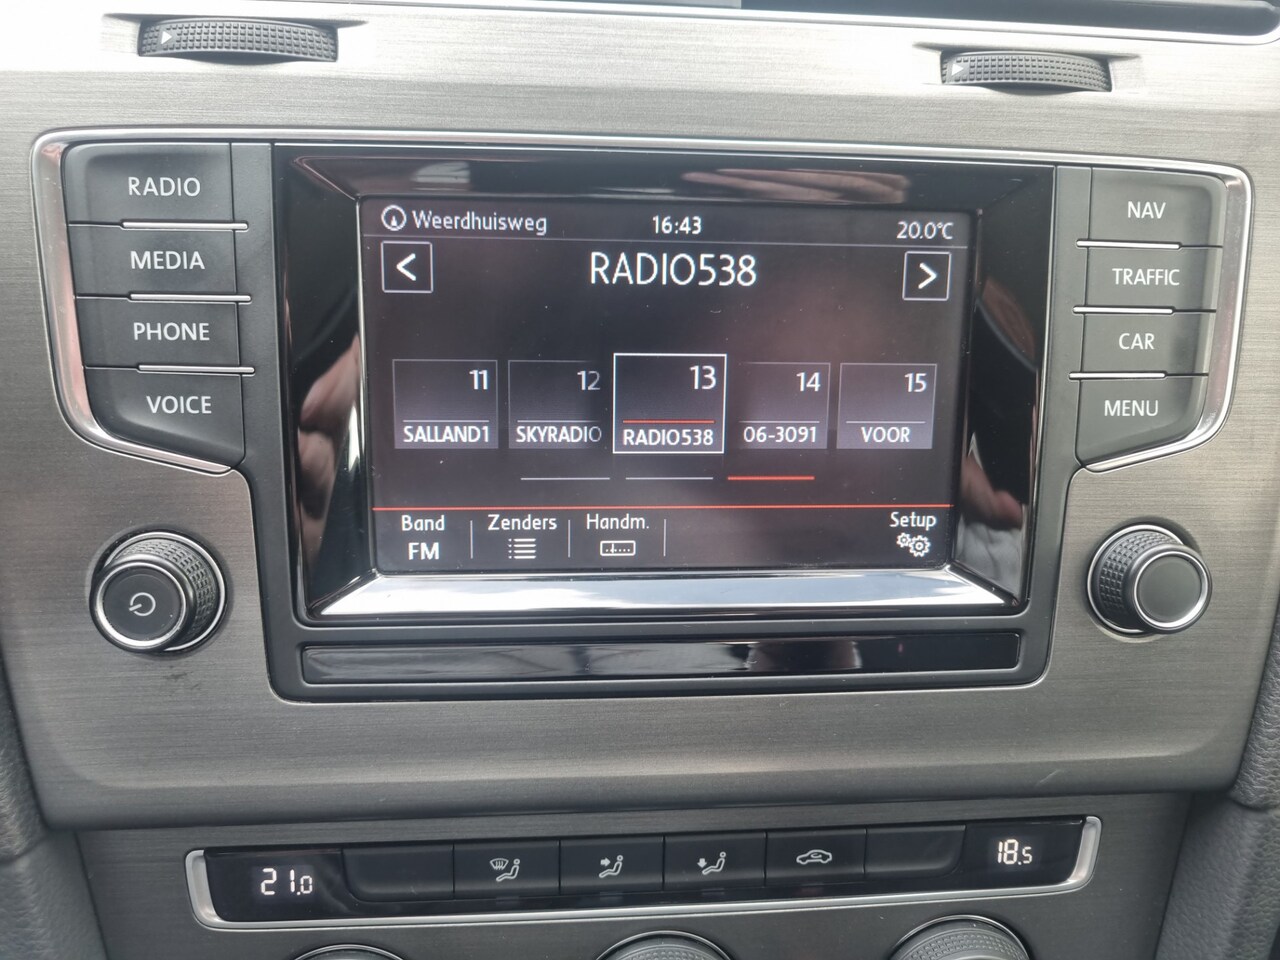 RADIO
MEDIA
PHONE
VOICE
Weerdhuisweg 16:43 20.0°C
< RADIO538 >
11 12 13 14 15
SALLAND1 SKYRADIO RADIO538 06-3091 VOOR
Band Zenders Handm. Setup
FM
NAV
TRAFFIC
CAR
MENU
21.0 18.5